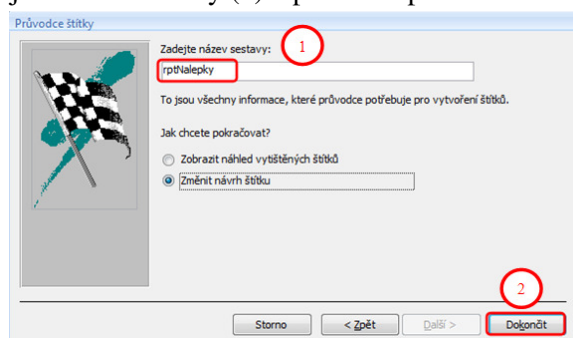 Průvodce štítky
Zadejte název sestavy:
1
rptNalepky
To jsou všechny informace, které průvodce potřebuje pro vytvoření štítků.
Jak chcete pokračovat?
Zobrazit náhled vytištěných štítků
Změnit návrh štítku
2
Storno
< Zpět
Další >
Dokončit